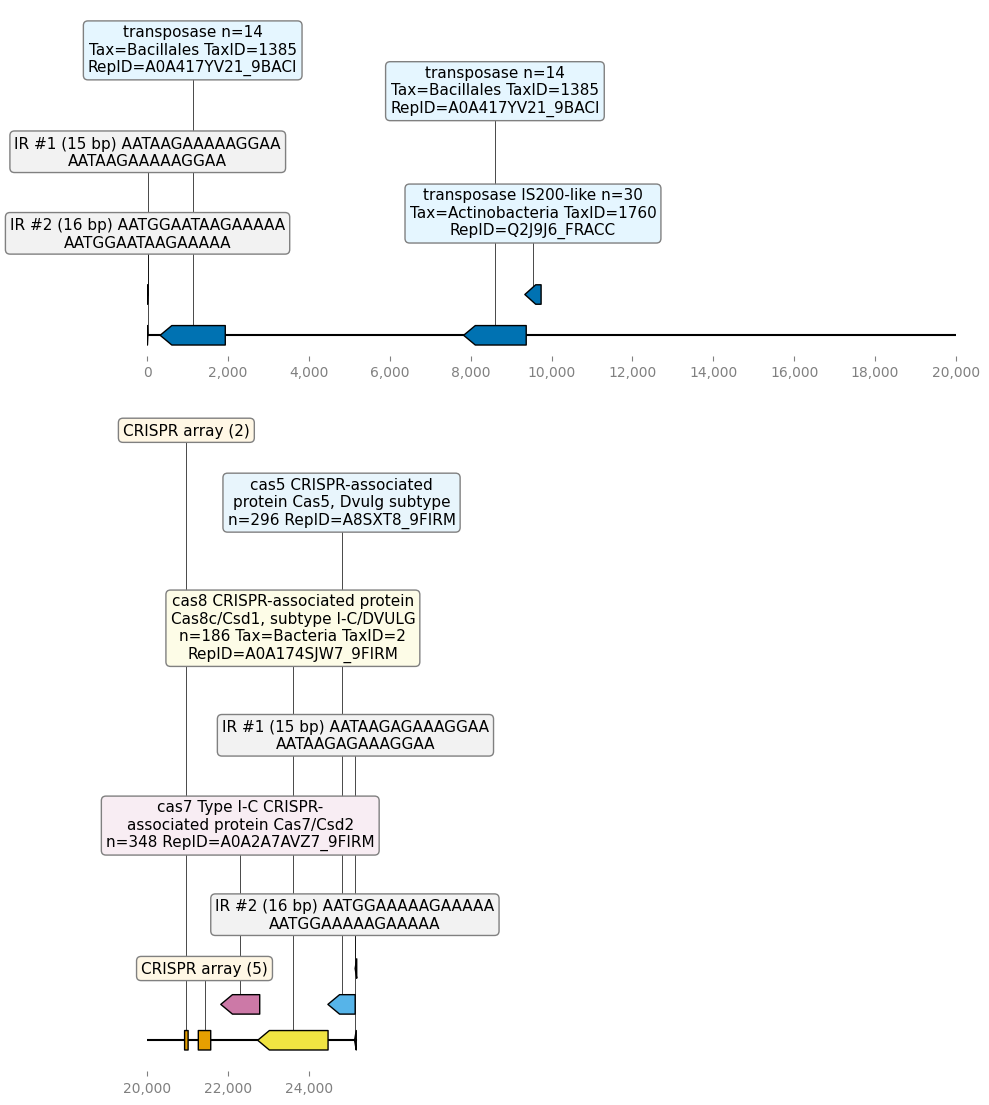 transposase n=14
Tax=Bacillales TaxID=1385
RepID=A0A417YV21_9BACI
transposase n=14
Tax=Bacillales TaxID=1385
RepID=A0A417YV21_9BACI
IR #1 (15 bp) AATAAGAAAAAGGAA
AATAAGAAAAAGGAA
transposase IS200-like n=30
Tax=Actinobacteria TaxID=1760
RepID=Q2J9J6_FRACC
IR #2 (16 bp) AATGGAATAAGAAAAA
AATGGAATAAGAAAAA
0 2,000 4,000 6,000 8,000 10,000 12,000 14,000 16,000 18,000 20,000
CRISPR array (2)
cas5 CRISPR-associated
protein Cas5, Dvulg subtype
n=296 RepID=A8SXT8_9FIRM
cas8 CRISPR-associated protein
Cas8c/Csd1, subtype I-C/DVULG
n=186 Tax=Bacteria TaxID=2
RepID=A0A174SJW7_9FIRM
IR #1 (15 bp) AATAAGAGAAAGGAA
AATAAGAGAAAGGAA
cas7 Type I-C CRISPR-
associated protein Cas7/Csd2
n=348 RepID=A0A2A7AVZ7_9FIRM
IR #2 (16 bp) AATGGAAAAAGAAAAA
AATGGAAAAAGAAAAA
CRISPR array (5)
20,000 22,000 24,000